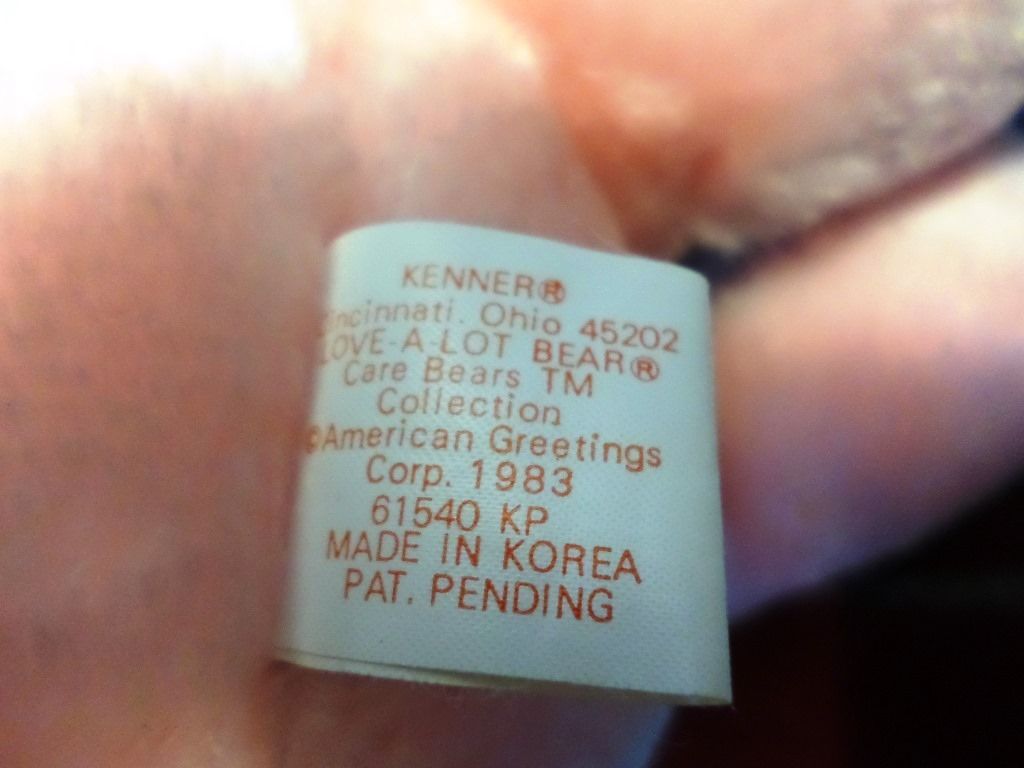 KENNER®
Cincinnati. Ohio 45202
LOVE-A-LOT BEAR®
Care Bears TM
Collection
©American Greetings
Corp. 1983
61540 KP
MADE IN KOREA
PAT. PENDING